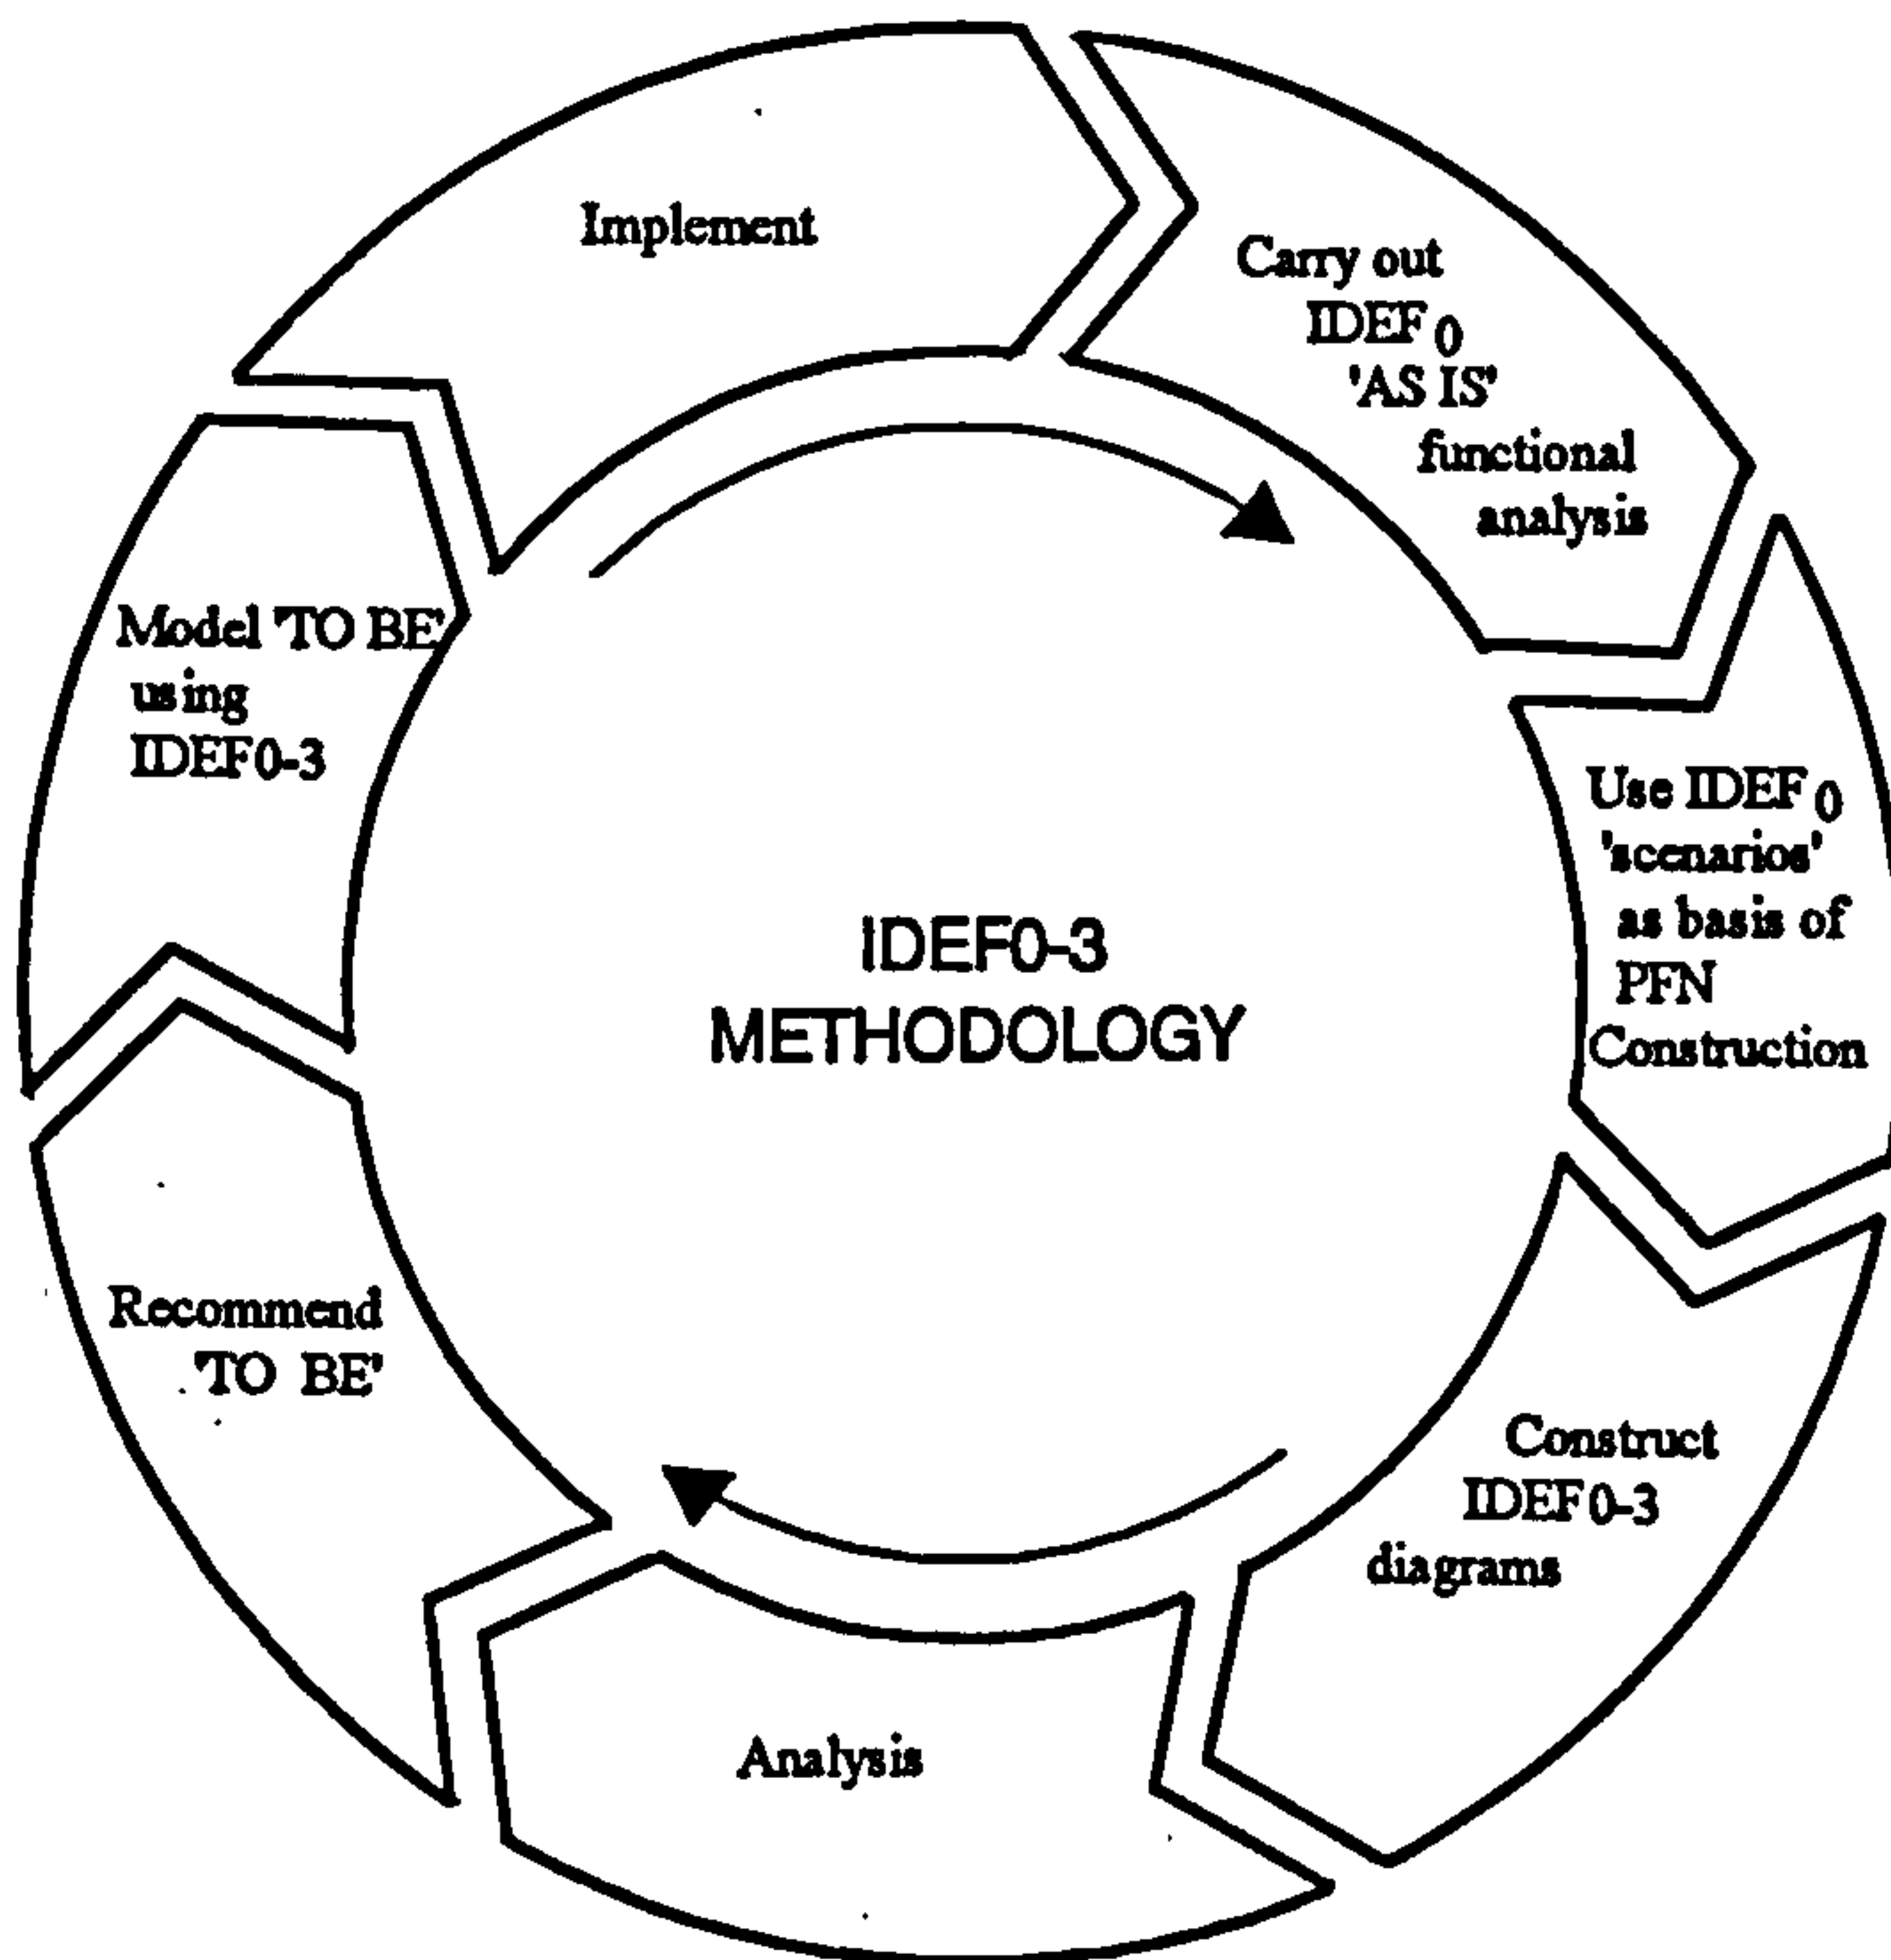 Implement
Carry out
IDEF0
'AS IS'
functional
analysis
Use IDEF0
'scenarios'
as basis of
PFN
Construction
Construct
IDEF0-3
diagrams
Analysis
Recommend
'TO BE'
Model 'TO BE'
using
IDEF0-3
IDEF0-3
METHODOLOGY